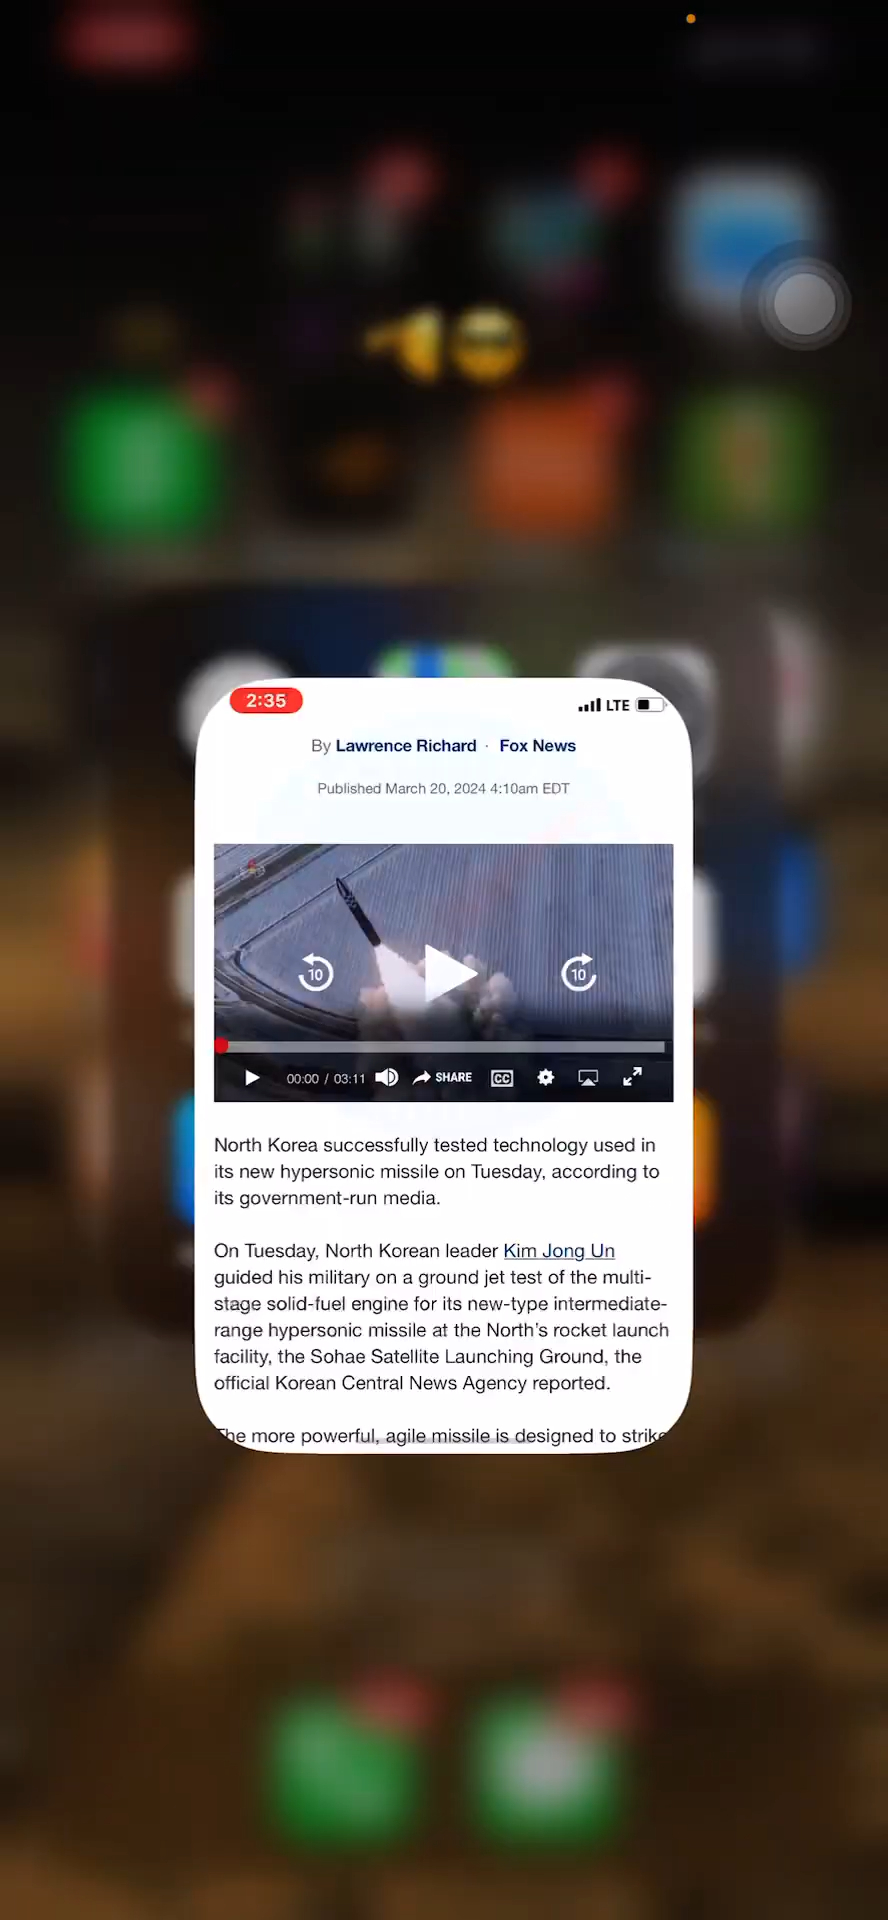 2:35
LTE
By Lawrence Richard · Fox News
Published March 20, 2024 4:10am EDT
10
10
00:00 / 03:11
SHARE
CC
North Korea successfully tested technology used in
its new hypersonic missile on Tuesday, according to
its government-run media.
On Tuesday, North Korean leader Kim Jong Un
guided his military on a ground jet test of the multi-
stage solid-fuel engine for its new-type intermediate-
range hypersonic missile at the North's rocket launch
facility, the Sohae Satellite Launching Ground, the
official Korean Central News Agency reported.
The more powerful, agile missile is designed to strike